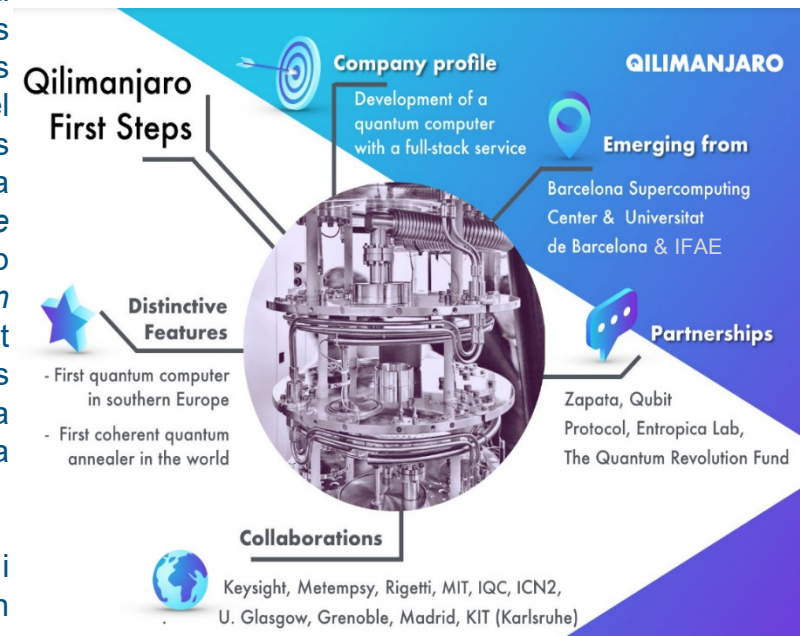 s
s
el
s
a
e
o
n
t
s
a
a
i
n
Qilimanjaro
First Steps
Company profile
Development of a
quantum computer
with a full-stack service
QILIMANJARO
Emerging from
Barcelona Supercomputing
Center & Universitat
de Barcelona & IFAE
Distinctive
Features
- First quantum computer
in southern Europe
- First coherent quantum
annealer in the world
Partnerships
Zapata, Qubit
Protocol, Entropica Lab,
The Quantum Revolution Fund
Collaborations
Keysight, Metempsy, Rigetti, MIT, IQC, ICN2,
U. Glasgow, Grenoble, Madrid, KIT (Karlsruhe)